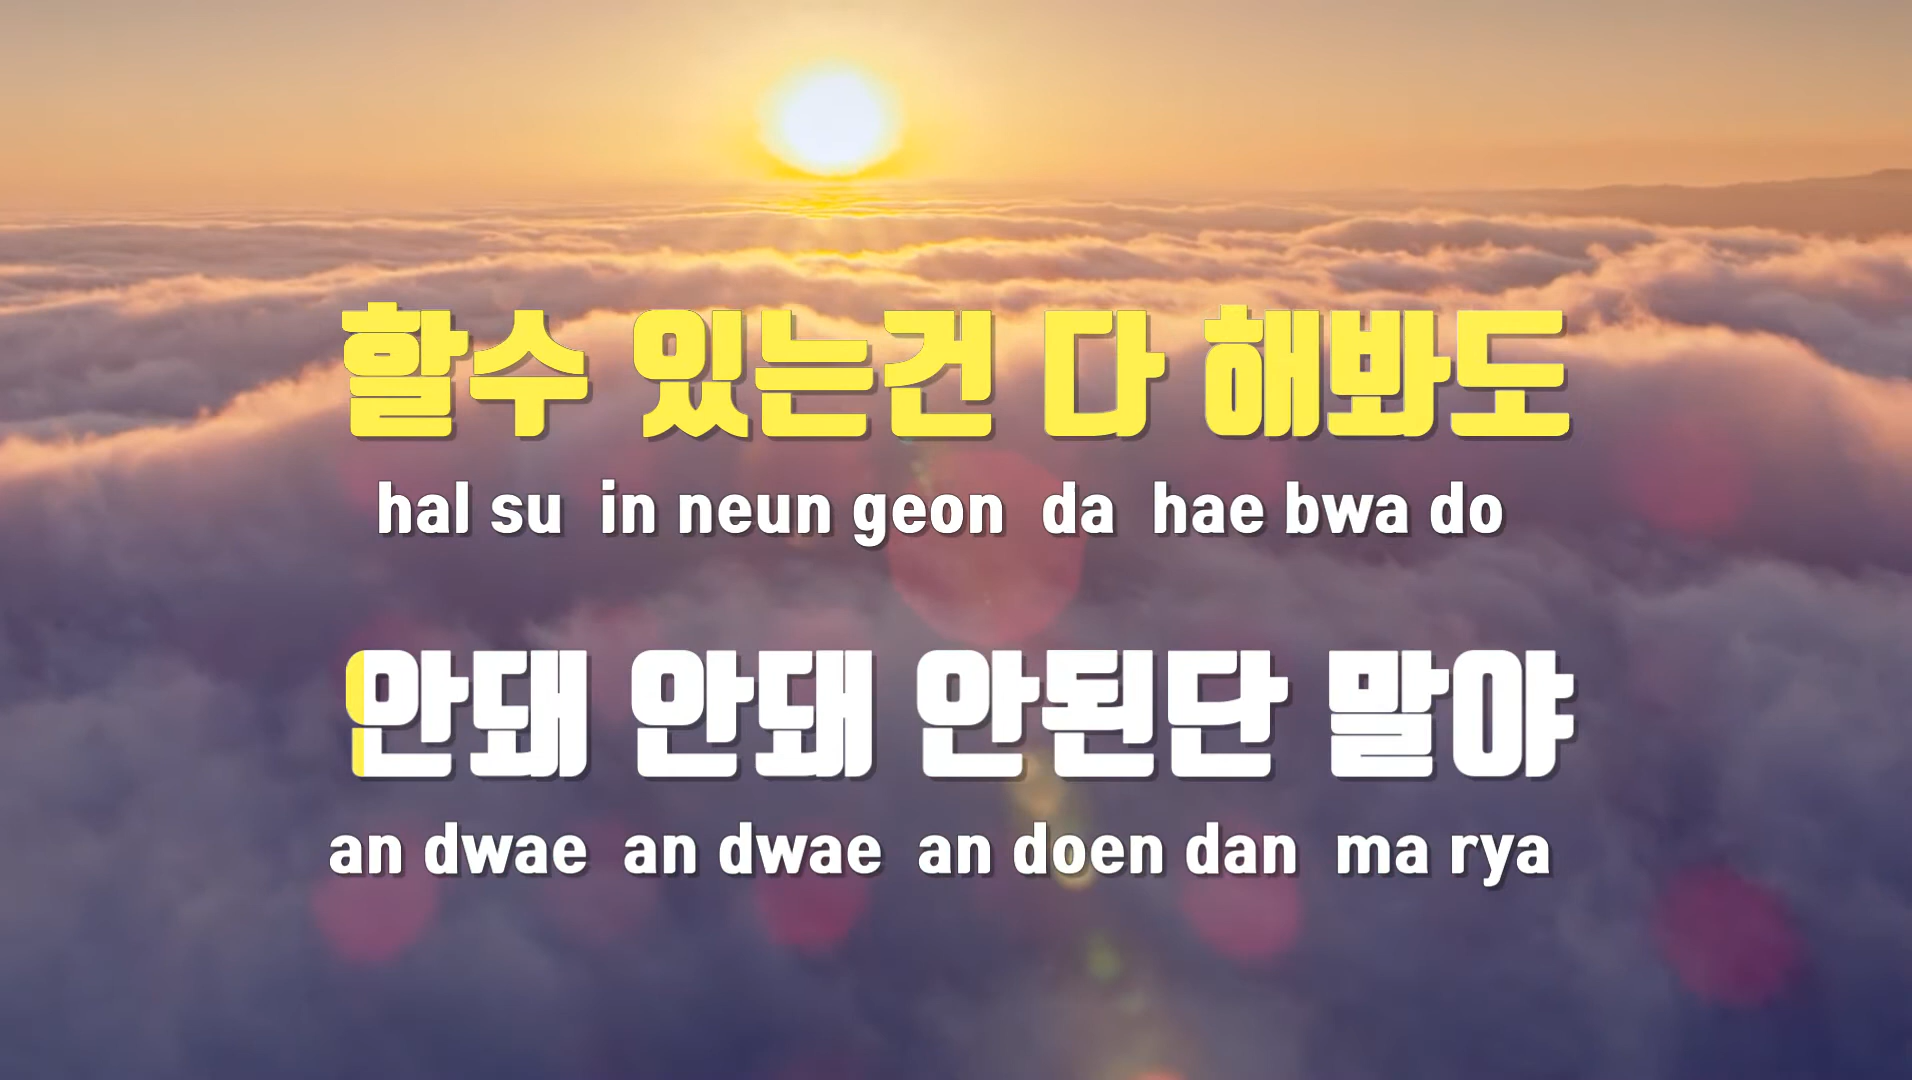 할수 있는건 다 해봐도
hal su in neun geon da hae bwa do
안돼 안돼 안된단 말야
an dwae an dwae an doen dan ma rya